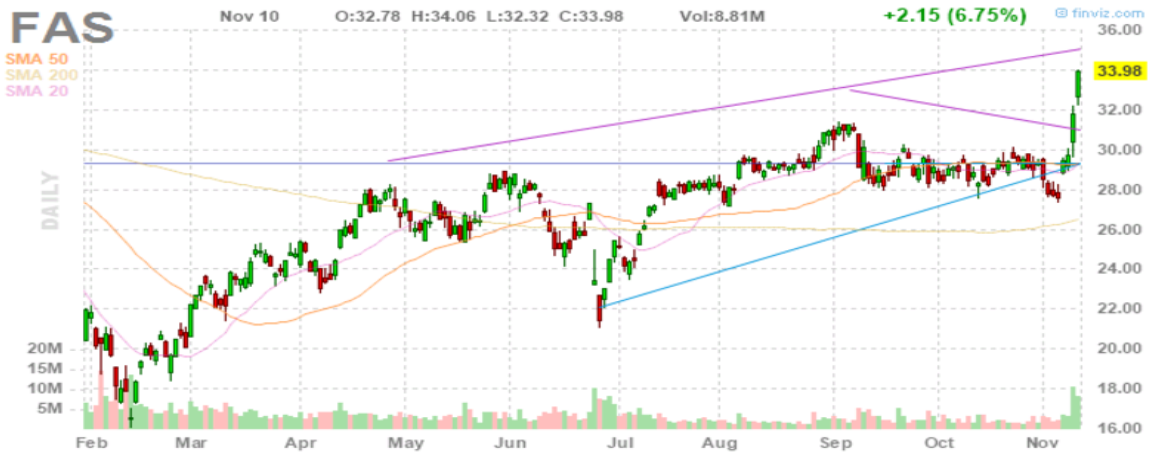 FAS Nov 10 O:32.78 H:34.06 L:32.32 C:33.98 Vol:8.81M +2.15 (6.75%) © finviz.com
SMA 50
SMA 200
SMA 20
DAILY
36.00
33.98
32.00
30.00
28.00
26.00
24.00
22.00
20.00
18.00
16.00
20M
15M
10M
5M
Feb Mar Apr May Jun Jul Aug Sep Oct Nov